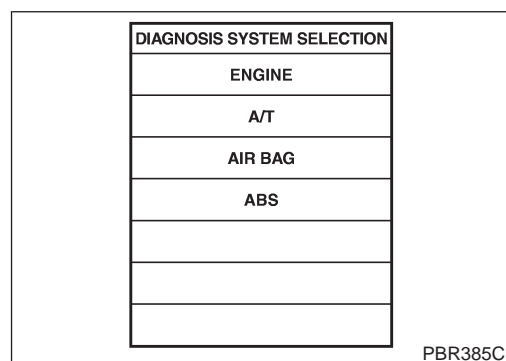 DIAGNOSIS SYSTEM SELECTION
ENGINE
A/T
AIR BAG
ABS
PBR385C